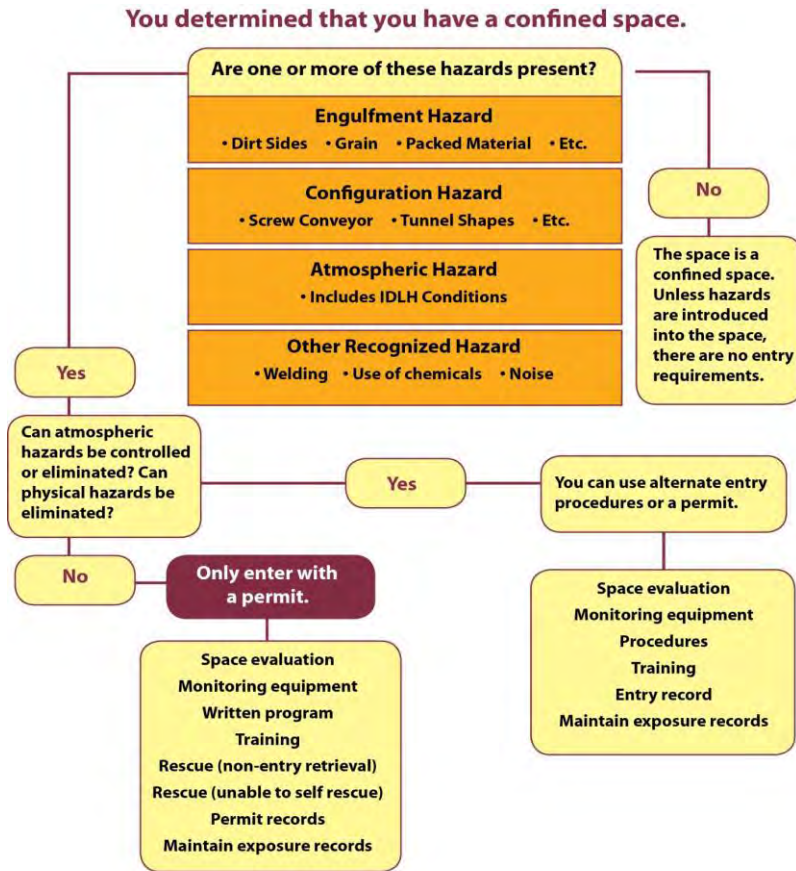 You determined that you have a confined space.
Are one or more of these hazards present?
Engulfment Hazard
• Dirt Sides • Grain • Packed Material • Etc.
Configuration Hazard
• Screw Conveyor • Tunnel Shapes • Etc.
Atmospheric Hazard
• Includes IDLH Conditions
Other Recognized Hazard
• Welding • Use of chemicals • Noise
No
The space is a
confined space.
Unless hazards
are introduced
into the space,
there are no entry
requirements.
Yes
Can atmospheric
hazards be controlled
or eliminated? Can
physical hazards be
eliminated?
Yes
You can use alternate entry
procedures or a permit.
Space evaluation
Monitoring equipment
Procedures
Training
Entry record
Maintain exposure records
No
Only enter with
a permit.
Space evaluation
Monitoring equipment
Written program
Training
Rescue (non-entry retrieval)
Rescue (unable to self rescue)
Permit records
Maintain exposure records